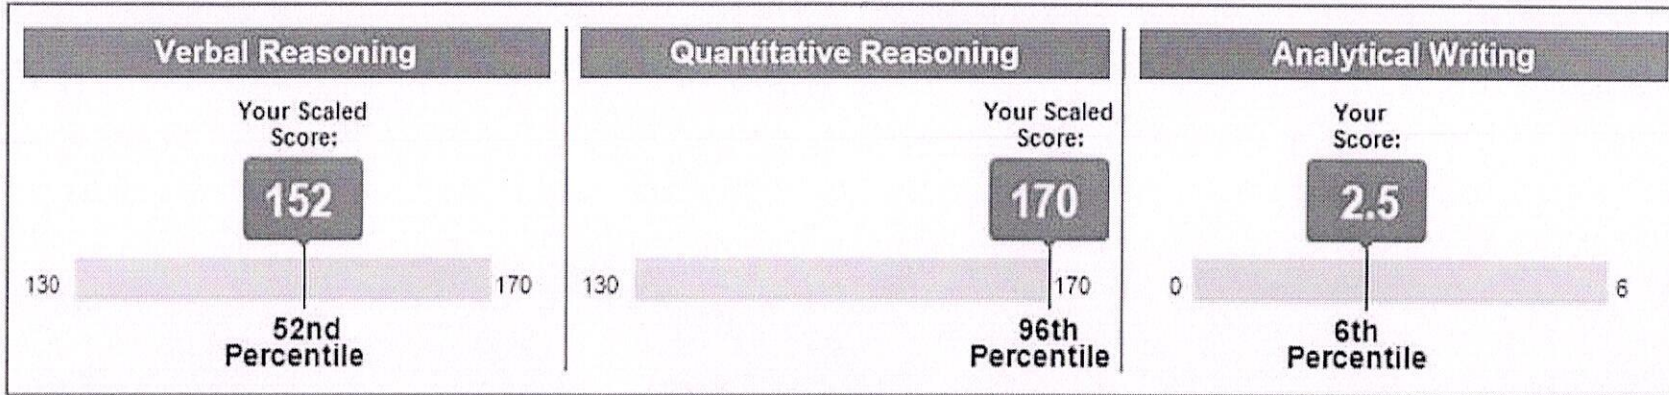 Verbal Reasoning
Your Scaled
Score:
152
130
170
52nd
Percentile
Quantitative Reasoning
Your Scaled
Score:
170
130
170
96th
Percentile
Analytical Writing
Your
Score:
2.5
0
6
6th
Percentile